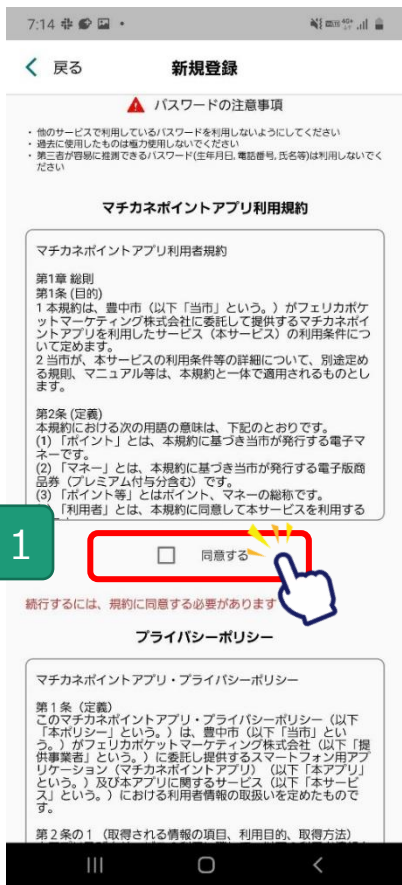 7:14
戻る 新規登録
パスワードの注意事項
・ 他のサービスで利用しているパスワードを利用しないようにしてください
・ 過去に使用したものは極力使用しないでください
・ 第三者が容易に推測できるパスワード(生年月日, 電話番号, 氏名等)は利用しないでく
ださい
マチカネポイントアプリ利用規約
マチカネポイントアプリ利用者規約
第1章 総則
第1条 (目的)
1 本規約は、豊中市（以下「当市」という。）がフェリカポケ
ットマーケティング株式会社に委託して提供するマチカネポイ
ントアプリを利用したサービス（本サービス）の利用条件につ
いて定めます。
2 当市が、本サービスの利用条件等の詳細について、別途定め
る規則、マニュアル等は、本規約と一体で適用されるものとし
ます。
第2条 (定義)
本規約における次の用語の意味は、下記のとおりです。
(1) 「ポイント」とは、本規約に基づき当市が発行する電子マ
ネーです。
(2) 「マネー」とは、本規約に基づき当市が発行する電子版商
品券（プレミアム付与分含む）です。
(3) 「ポイント等」とはポイント、マネーの総称です。
「利用者」とは、本規約に同意して本サービスを利用する
1
同意する
続行するには、規約に同意する必要があります
プライバシーポリシー
マチカネポイントアプリ・プライバシーポリシー
第1条（定義）
このマチカネポイントアプリ・プライバシーポリシー（以下
「本ポリシー」という。）は、豊中市（以下「当市」とい
う。）がフェリカポケットマーケティング株式会社（以下「提
供事業者」という。）に委託し提供するスマートフォン用アプ
リケーション（マチカネポイントアプリ）（以下「本アプリ」
という。）及び本アプリに関するサービス（以下「本サービ
ス」という。）における利用者情報の取扱いを定めたもので
す。
第2条の1（取得される情報の項目、利用目的、取得方法）